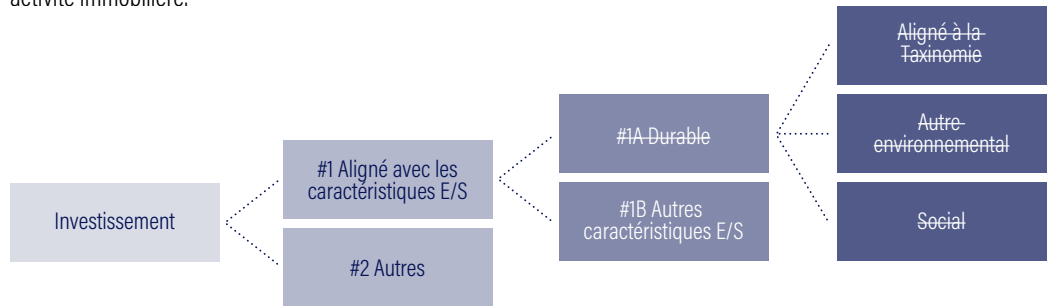 activité immobilière.
Investissement
#1 Aligné avec les
caractéristiques E/S
#2 Autres
#1A Durable
#1B Autres
caractéristiques E/S
Aligné à la
Taxinomie
Autre
environnemental
Social